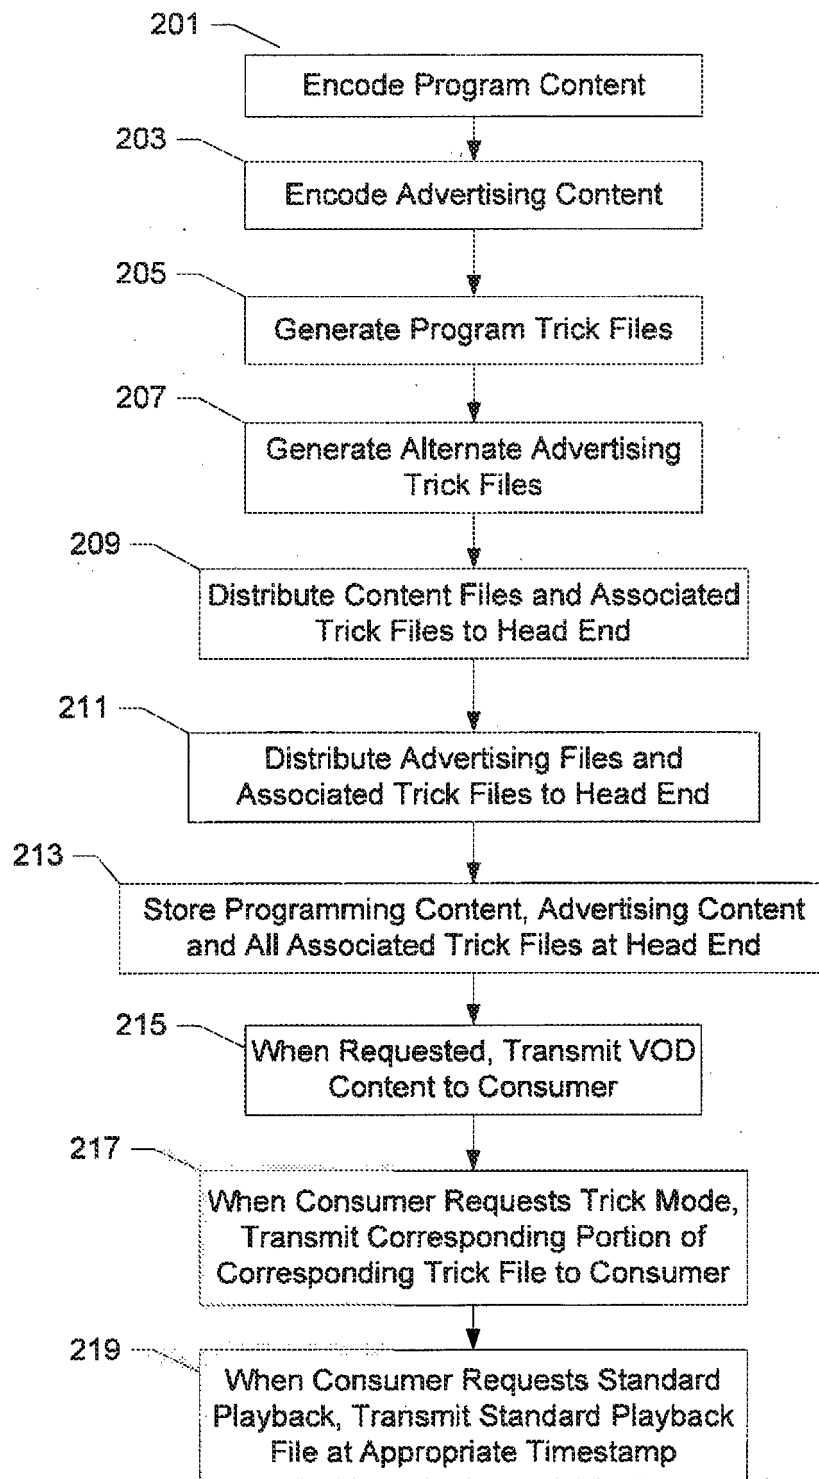 201
Encode Program Content
203
Encode Advertising Content
205
Generate Program Trick Files
207
Generate Alternate Advertising
Trick Files
209
Distribute Content Files and Associated
Trick Files to Head End
211
Distribute Advertising Files and
Associated Trick Files to Head End
213
Store Programming Content, Advertising Content
and All Associated Trick Files at Head End
215
When Requested, Transmit VOD
Content to Consumer
217
When Consumer Requests Trick Mode,
Transmit Corresponding Portion of
Corresponding Trick File to Consumer
219
When Consumer Requests Standard
Playback, Transmit Standard Playback
File at Appropriate Timestamp